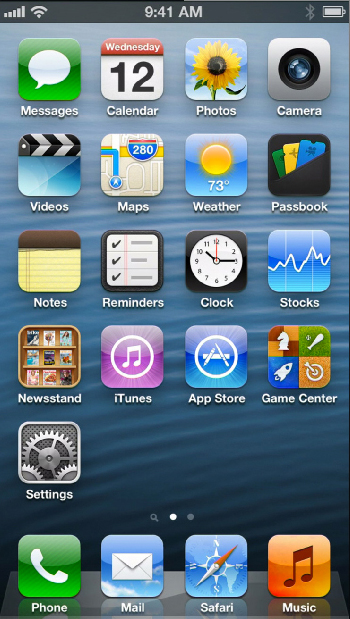 9:41 AM
Wednesday
12
280
73°
Messages Calendar Photos Camera
Videos Maps Weather Passbook
Notes Reminders Clock Stocks
Newsstand iTunes App Store Game Center
Settings
Phone Mail Safari Music